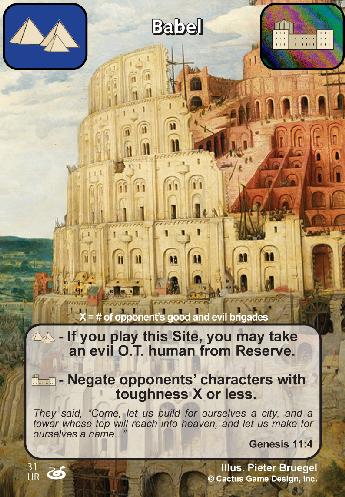 Babel
X = # of opponent's good and evil brigades
- If you play this Site, you may take
an evil O.T. human from Reserve.
- Negate opponents' characters with
toughness X or less.
They said, "Come, let us build for ourselves a city, and a
tower whose top will reach into heaven, and let us make for
ourselves a name..."
Genesis 11:4
31
UR
Illus. Pieter Bruegel
© Cactus Game Design, Inc.